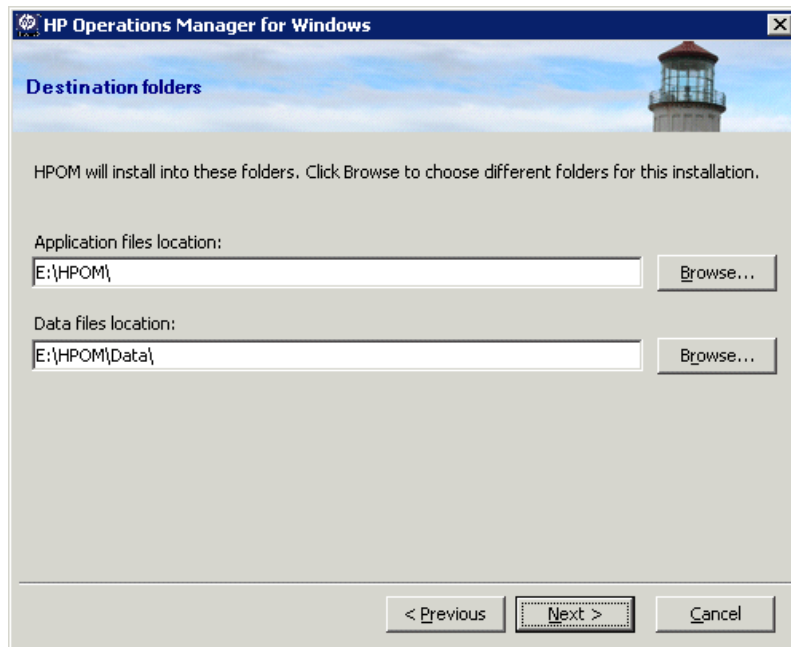 HP Operations Manager for Windows
Destination folders
HPOM will install into these folders. Click Browse to choose different folders for this installation.
Application files location:
E:\HPOM\
Browse...
Data files location:
E:\HPOM\Data\
Browse...
< Previous
Next >
Cancel